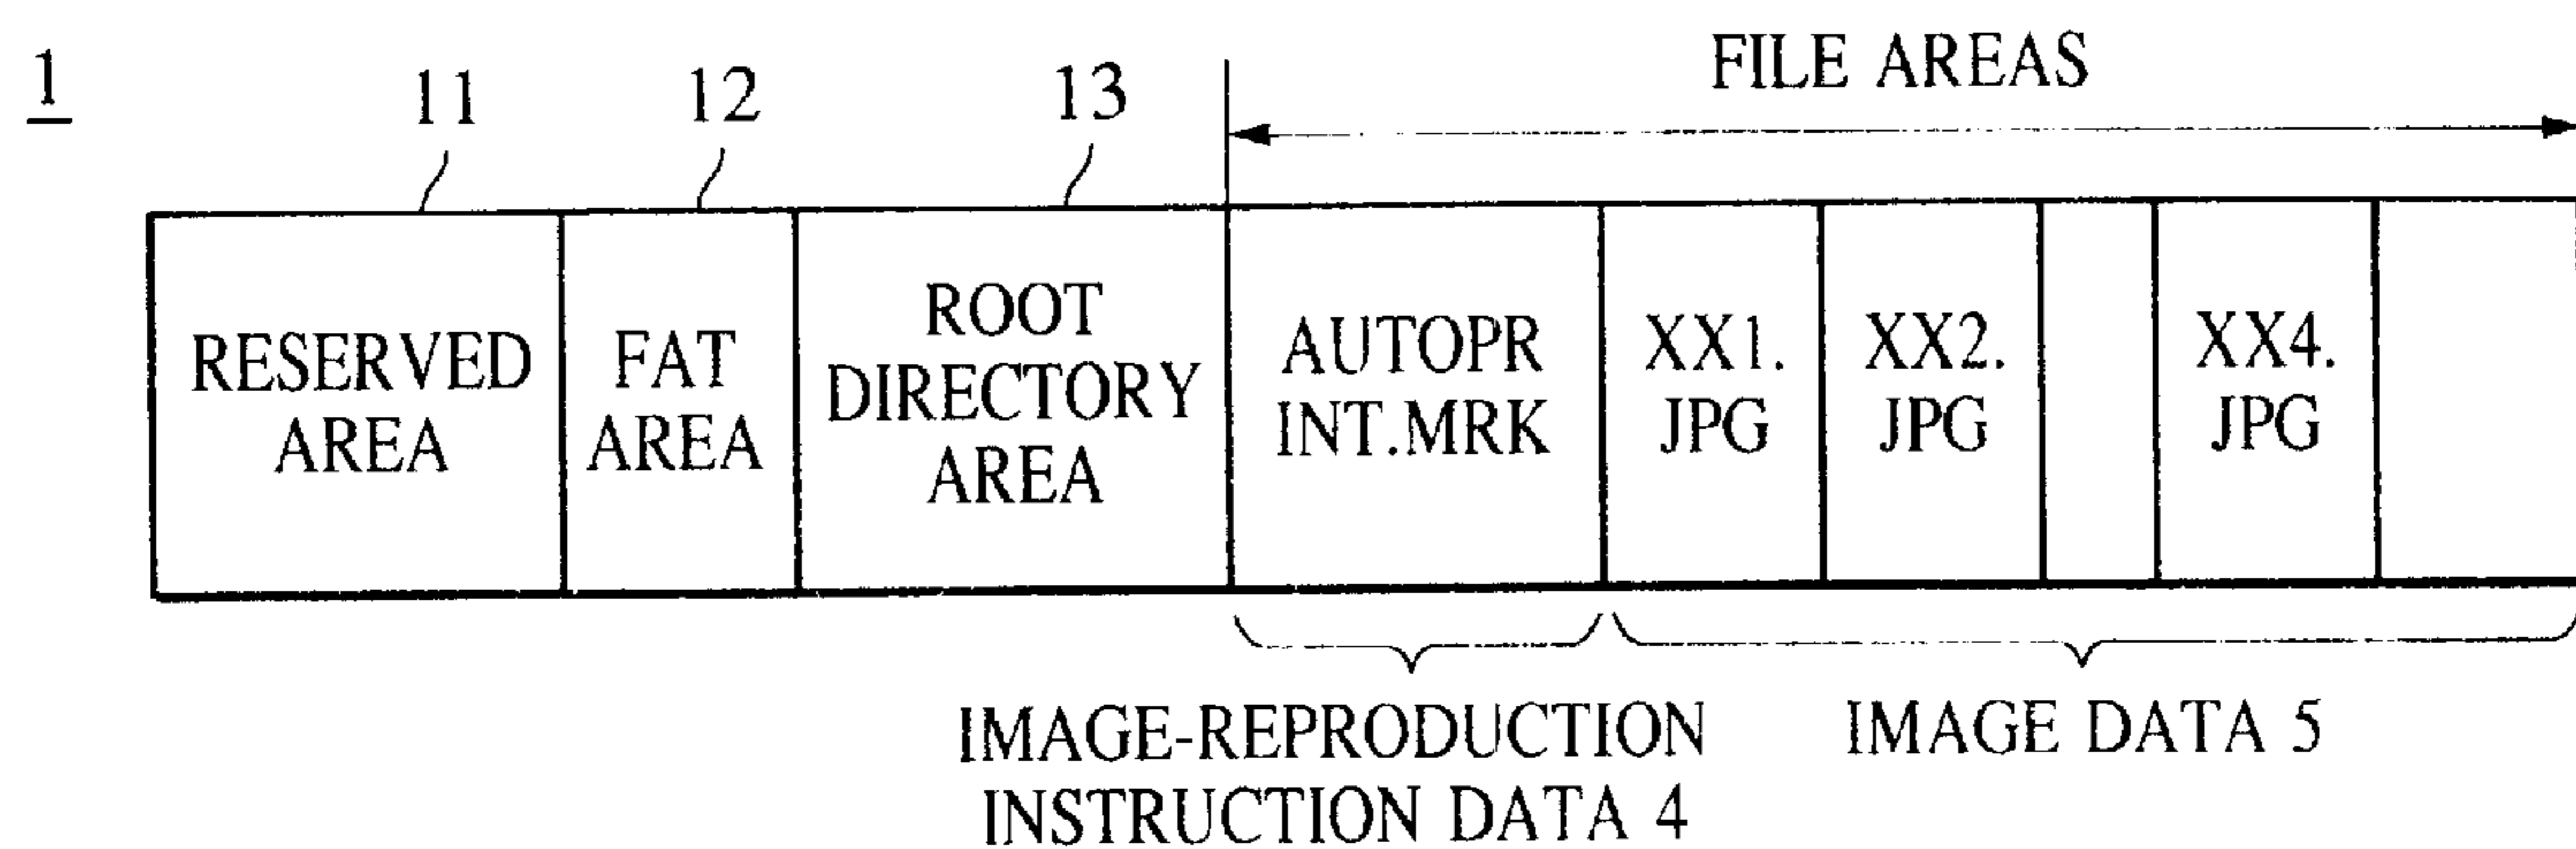 1
11
12
13
FILE AREAS
RESERVED
AREA
FAT
AREA
ROOT
DIRECTORY
AREA
AUTOPR
INT.MRK
XX1.
JPG
XX2.
JPG
XX4.
JPG
IMAGE-REPRODUCTION
INSTRUCTION DATA 4
IMAGE DATA 5